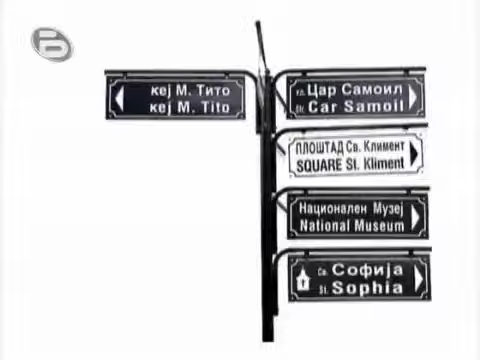 кеј М. Тито
кеј M. Tito
ул. Цар Самоил
Str. Car Samoil
ПЛОШТАД Св. Климент
SQUARE St. Kliment
Национален Музеј
National Museum
Св. Софија
St. Sophia